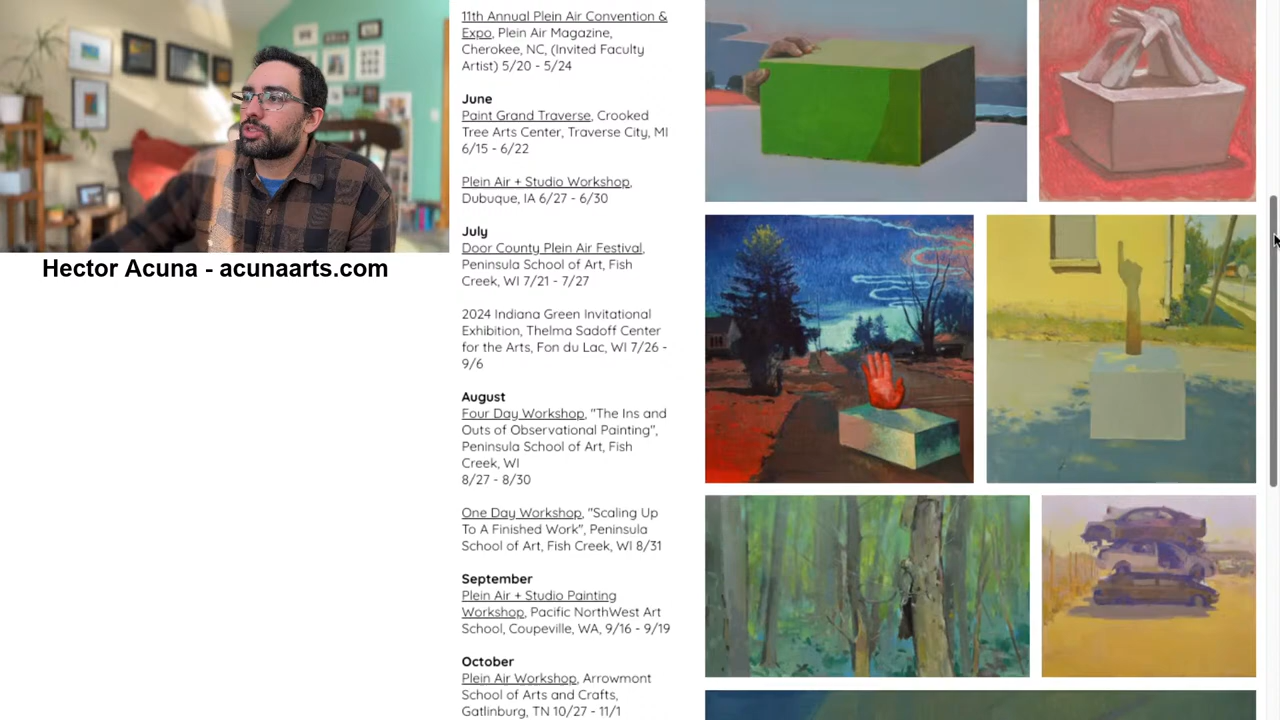 Hector Acuna - acunaarts.com
11th Annual Plein Air Convention &
Expo, Plein Air Magazine,
Cherokee, NC, (Invited Faculty
Artist) 5/20 - 5/24
June
Paint Grand Traverse, Crooked
Tree Arts Center, Traverse City, MI
6/15 - 6/22
Plein Air + Studio Workshop,
Dubuque, IA 6/27 - 6/30
July
Door County Plein Air Festival,
Peninsula School of Art, Fish
Creek, WI 7/21 - 7/27
2024 Indiana Green Invitational
Exhibition, Thelma Sadoff Center
for the Arts, Fon du Lac, WI 7/26 -
9/6
August
Four Day Workshop, "The Ins and
Outs of Observational Painting",
Peninsula School of Art, Fish
Creek, WI
8/27 - 8/30
One Day Workshop, "Scaling Up
To A Finished Work", Peninsula
School of Art, Fish Creek, WI 8/31
September
Plein Air + Studio Painting
Workshop, Pacific NorthWest Art
School, Coupeville, WA, 9/16 - 9/19
October
Plein Air Workshop, Arrowmont
School of Arts and Crafts,
Gatlinburg, TN 10/27 - 11/1